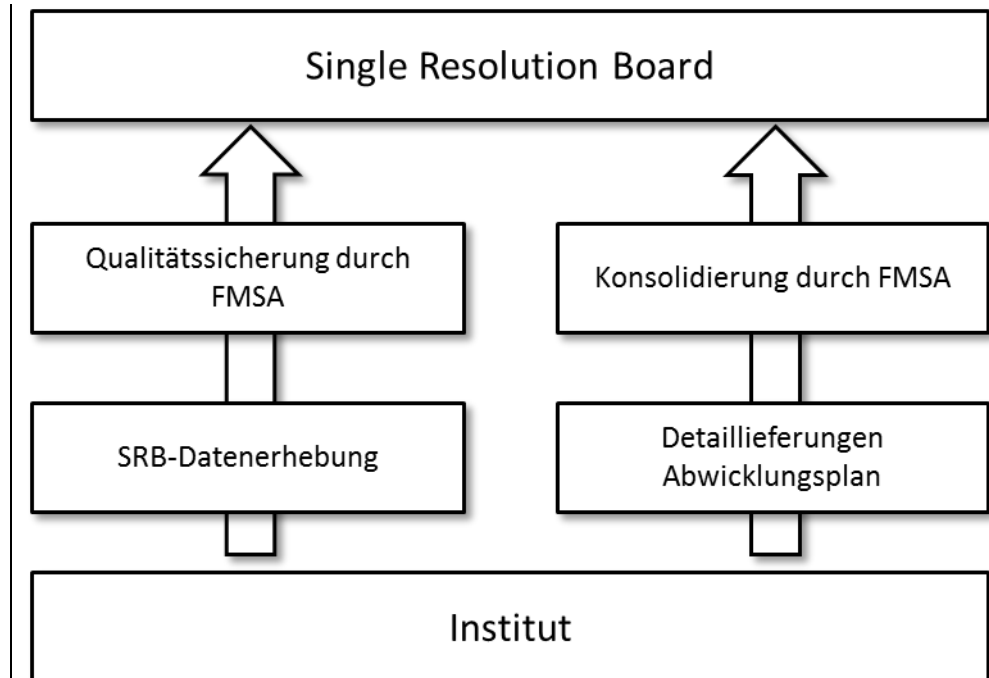 Single Resolution Board
Qualitätssicherung durch
FMSA
Konsolidierung durch FMSA
SRB-Datenerhebung
Detaillieferungen
Abwicklungsplan
Institut